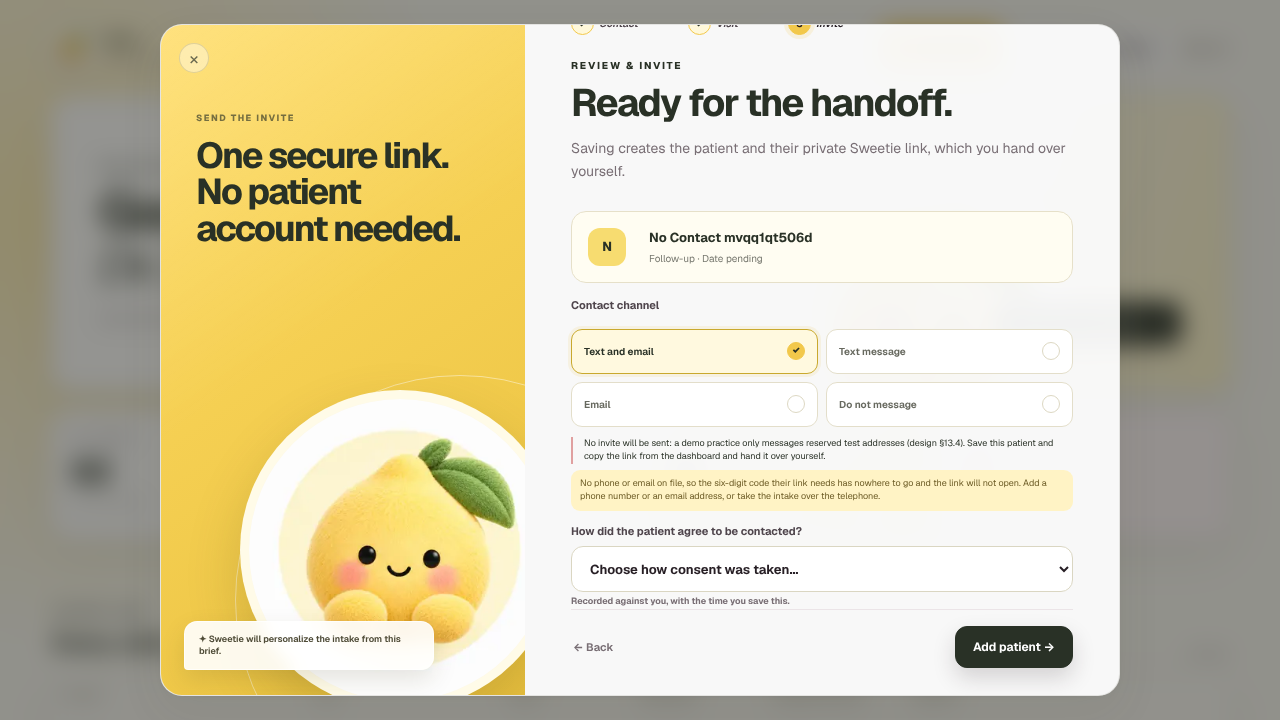 ×
SEND THE INVITE
One secure link.
No patient
account needed.
✦ Sweetie will personalize the intake from this
brief.
Contact
Visit
Invite
REVIEW & INVITE
Ready for the handoff.
Saving creates the patient and their private Sweetie link, which you hand over
yourself.
N
No Contact mvqq1qt506d
Follow-up · Date pending
Contact channel
Text and email
Text message
Email
Do not message
No invite will be sent: a demo practice only messages reserved test addresses (design §13.4). Save this patient and
copy the link from the dashboard and hand it over yourself.
No phone or email on file, so the six-digit code their link needs has nowhere to go and the link will not open. Add a
phone number or an email address, or take the intake over the telephone.
How did the patient agree to be contacted?
Choose how consent was taken...
Recorded against you, with the time you save this.
← Back
Add patient →